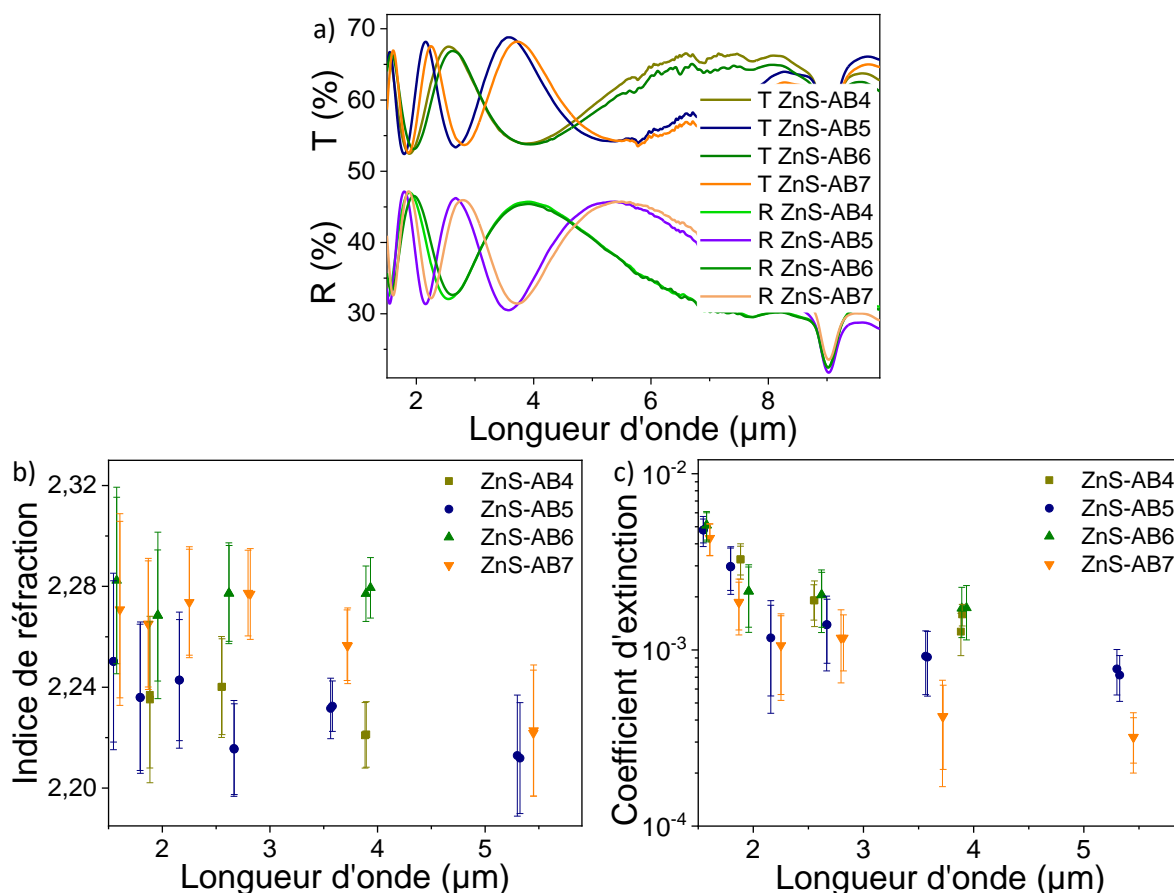 a)
70
60
50
40
30
T (%)
R (%)
T ZnS-AB4
T ZnS-AB5
T ZnS-AB6
T ZnS-AB7
R ZnS-AB4
R ZnS-AB5
R ZnS-AB6
R ZnS-AB7
2 4 6 8
Longueur d'onde (µm)
b)
2,32
2,28
2,24
2,20
Indice de réfraction
ZnS-AB4
ZnS-AB5
ZnS-AB6
ZnS-AB7
2 3 4 5
Longueur d'onde (µm)
c)
10⁻²
10⁻³
10⁻⁴
Coefficient d'extinction
ZnS-AB4
ZnS-AB5
ZnS-AB6
ZnS-AB7
2 3 4 5
Longueur d'onde (µm)